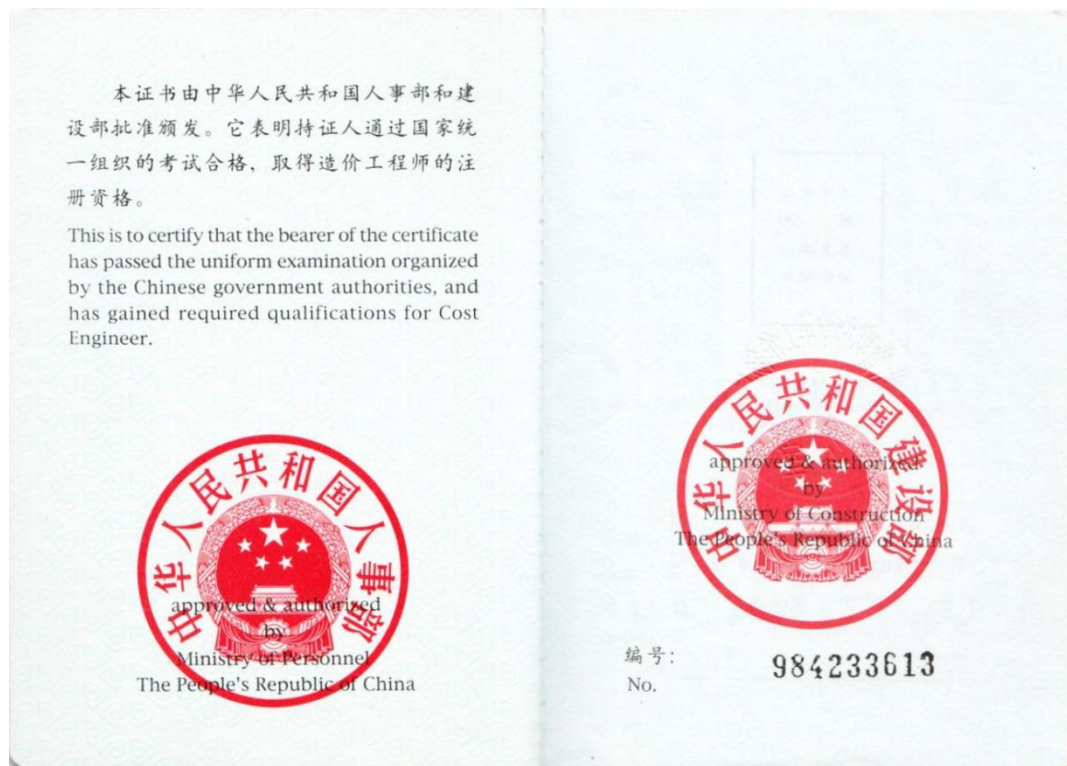 本证书由中华人民共和国人事部和建
设部批准颁发。它表明持证人通过国家统
一组织的考试合格，取得造价工程师的注
册资格。
This is to certify that the bearer of the certificate
has passed the uniform examination organized
by the Chinese government authorities, and
has gained required qualifications for Cost
Engineer.
中华人民共和国人事部
approved & authorized
by
Ministry of Personnel
The People's Republic of China
中华人民共和国建设部
approved & authorized
by
Ministry of Construction
The People's Republic of China
编号：
No.
984233613